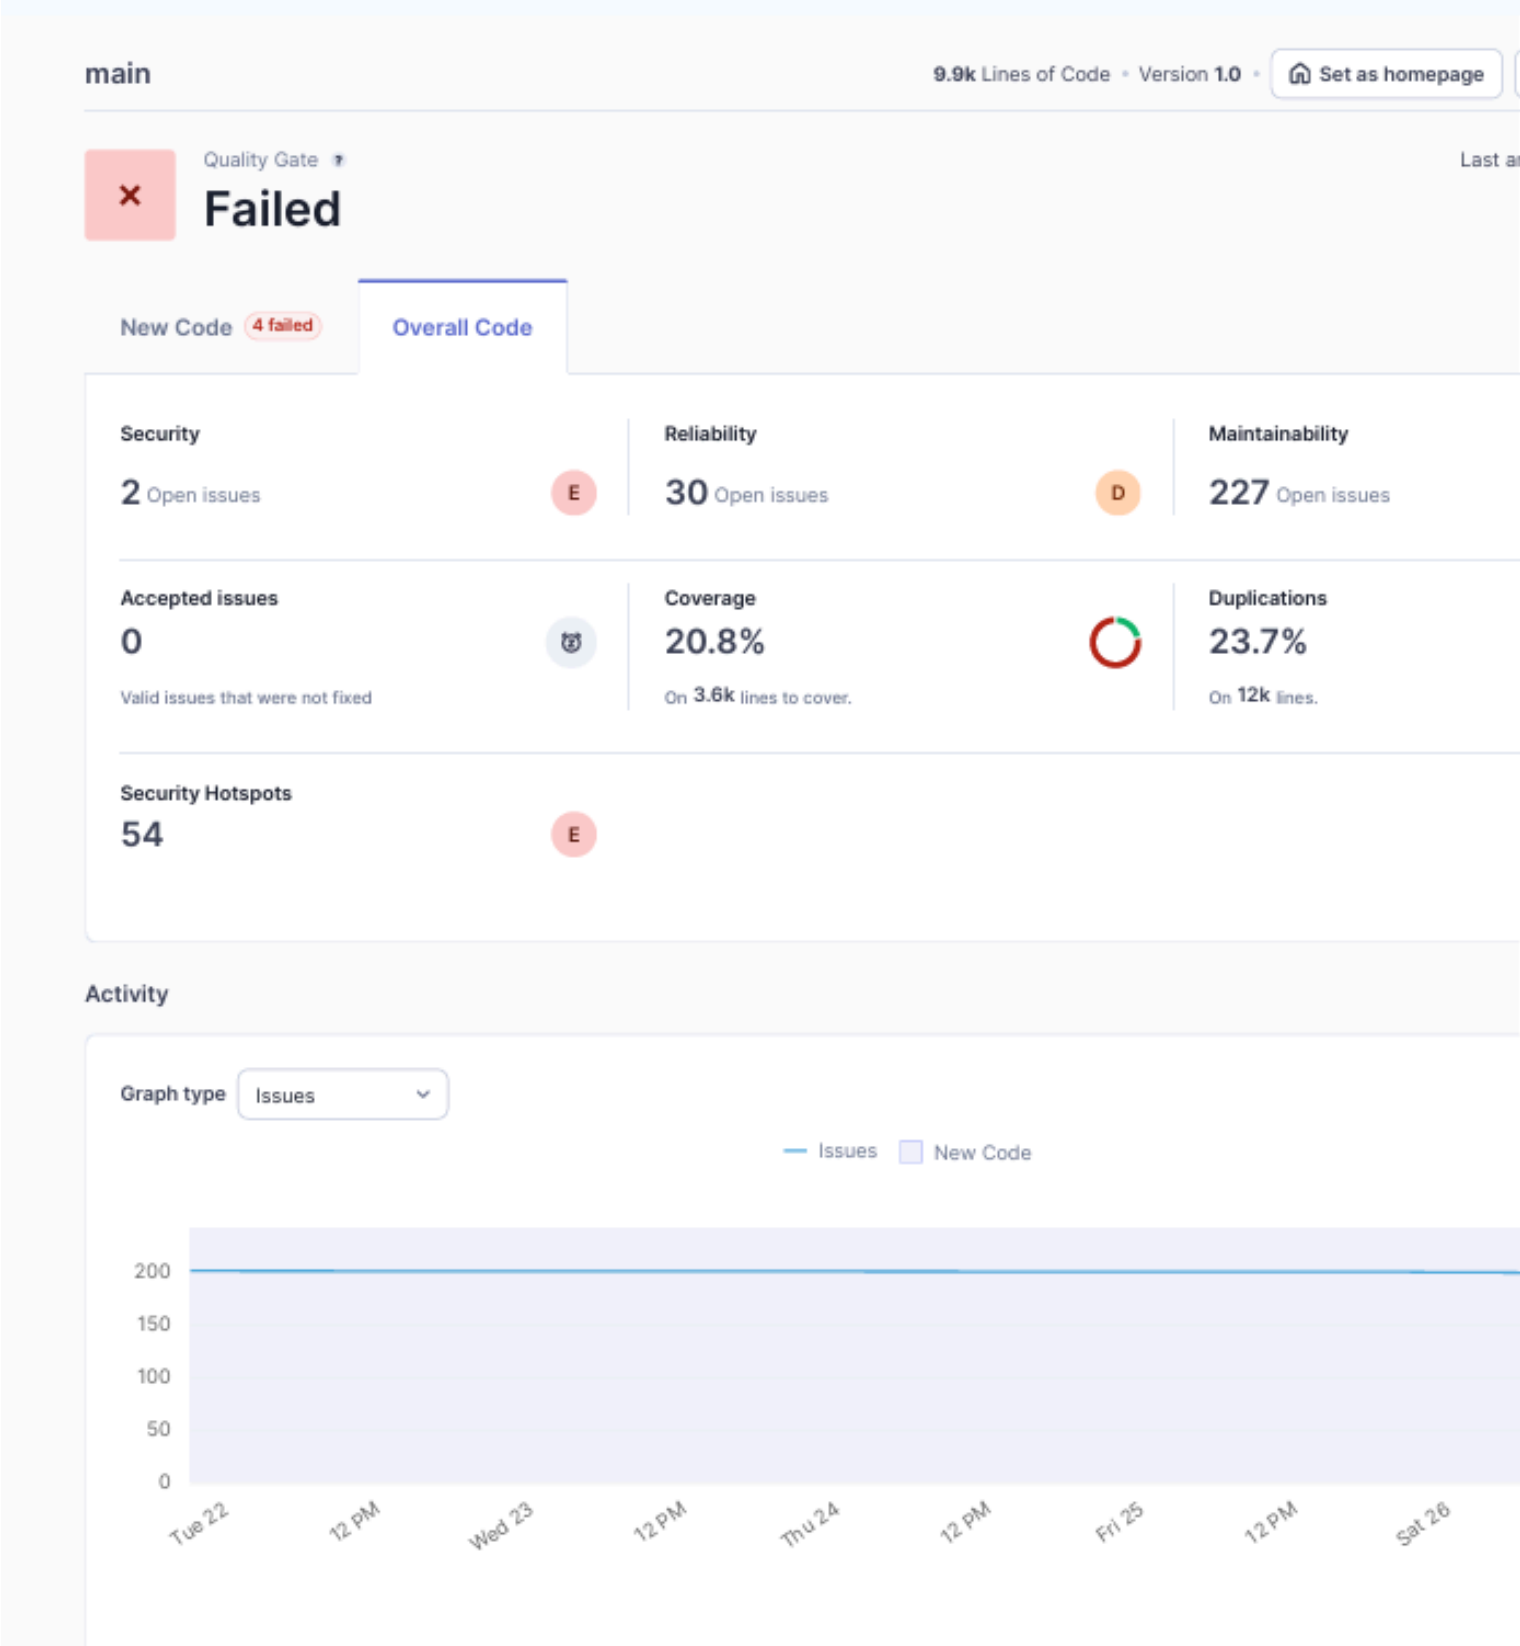 main
9.9k Lines of Code • Version 1.0 • Set as homepage
Quality Gate ?
Last
Failed
New Code 4 failed
Overall Code
Security
Reliability
Maintainability
2 Open issues E
30 Open issues D
227 Open issues
Accepted issues
Coverage
Duplications
0
20.8%
23.7%
Valid issues that were not fixed
On 3.6k lines to cover.
On 12k lines.
Security Hotspots
54 E
Activity
Graph type Issues
Issues New Code
200
150
100
50
0
Tue 22 12 PM Wed 23 12 PM Thu 24 12 PM Fri 25 12 PM Sat 26